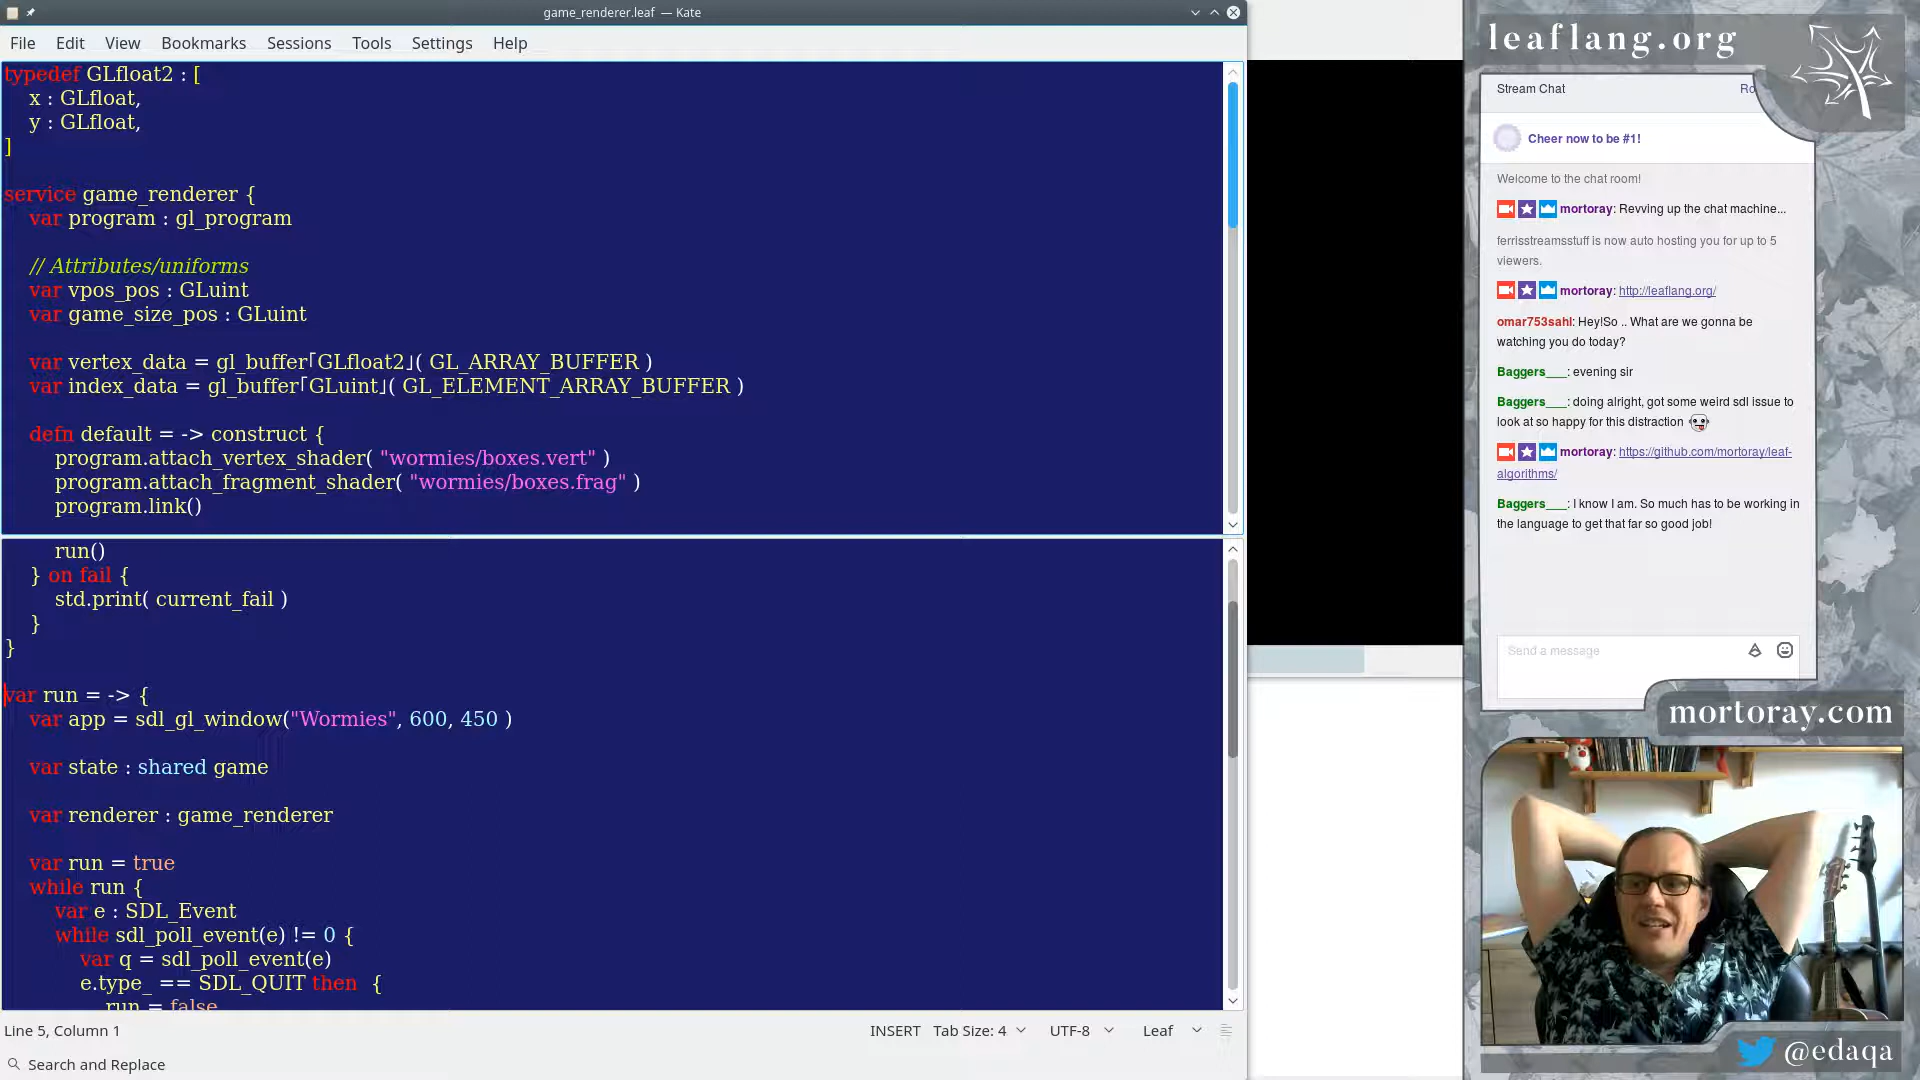 game_renderer.leaf — Kate
File Edit View Bookmarks Sessions Tools Settings Help
typedef GLfloat2 : [
x : GLfloat,
y : GLfloat,
]
service game_renderer {
var program : gl_program
// Attributes/uniforms
var vpos_pos : GLuint
var game_size_pos : GLuint
var vertex_data = gl_buffer｢GLfloat2｣( GL_ARRAY_BUFFER )
var index_data = gl_buffer｢GLuint｣( GL_ELEMENT_ARRAY_BUFFER )
defn default = -> construct {
program.attach_vertex_shader( "wormies/boxes.vert" )
program.attach_fragment_shader( "wormies/boxes.frag" )
program.link()
run()
} on fail {
std.print( current_fail )
}
}
var run = -> {
var app = sdl_gl_window("Wormies", 600, 450 )
var state : shared game
var renderer : game_renderer
var run = true
while run {
var e : SDL_Event
while sdl_poll_event(e) != 0 {
var q = sdl_poll_event(e)
e.type_ == SDL_QUIT then {
run = false
Line 5, Column 1 INSERT Tab Size: 4 UTF-8 Leaf
Search and Replace
leaflang.org
Stream Chat Ro
Cheer now to be #1!
Welcome to the chat room!
mortoray: Revving up the chat machine...
ferrisstreamsstuff is now auto hosting you for up to 5
viewers.
mortoray: http://leaflang.org/
omar753sahl: Hey!So .. What are we gonna be
watching you do today?
Baggers___: evening sir
Baggers___: doing alright, got some weird sdl issue to
look at so happy for this distraction
mortoray: https://github.com/mortoray/leaf-
algorithms/
Baggers___: I know I am. So much has to be working in
the language to get that far so good job!
Send a message
mortoray.com
@edaqa